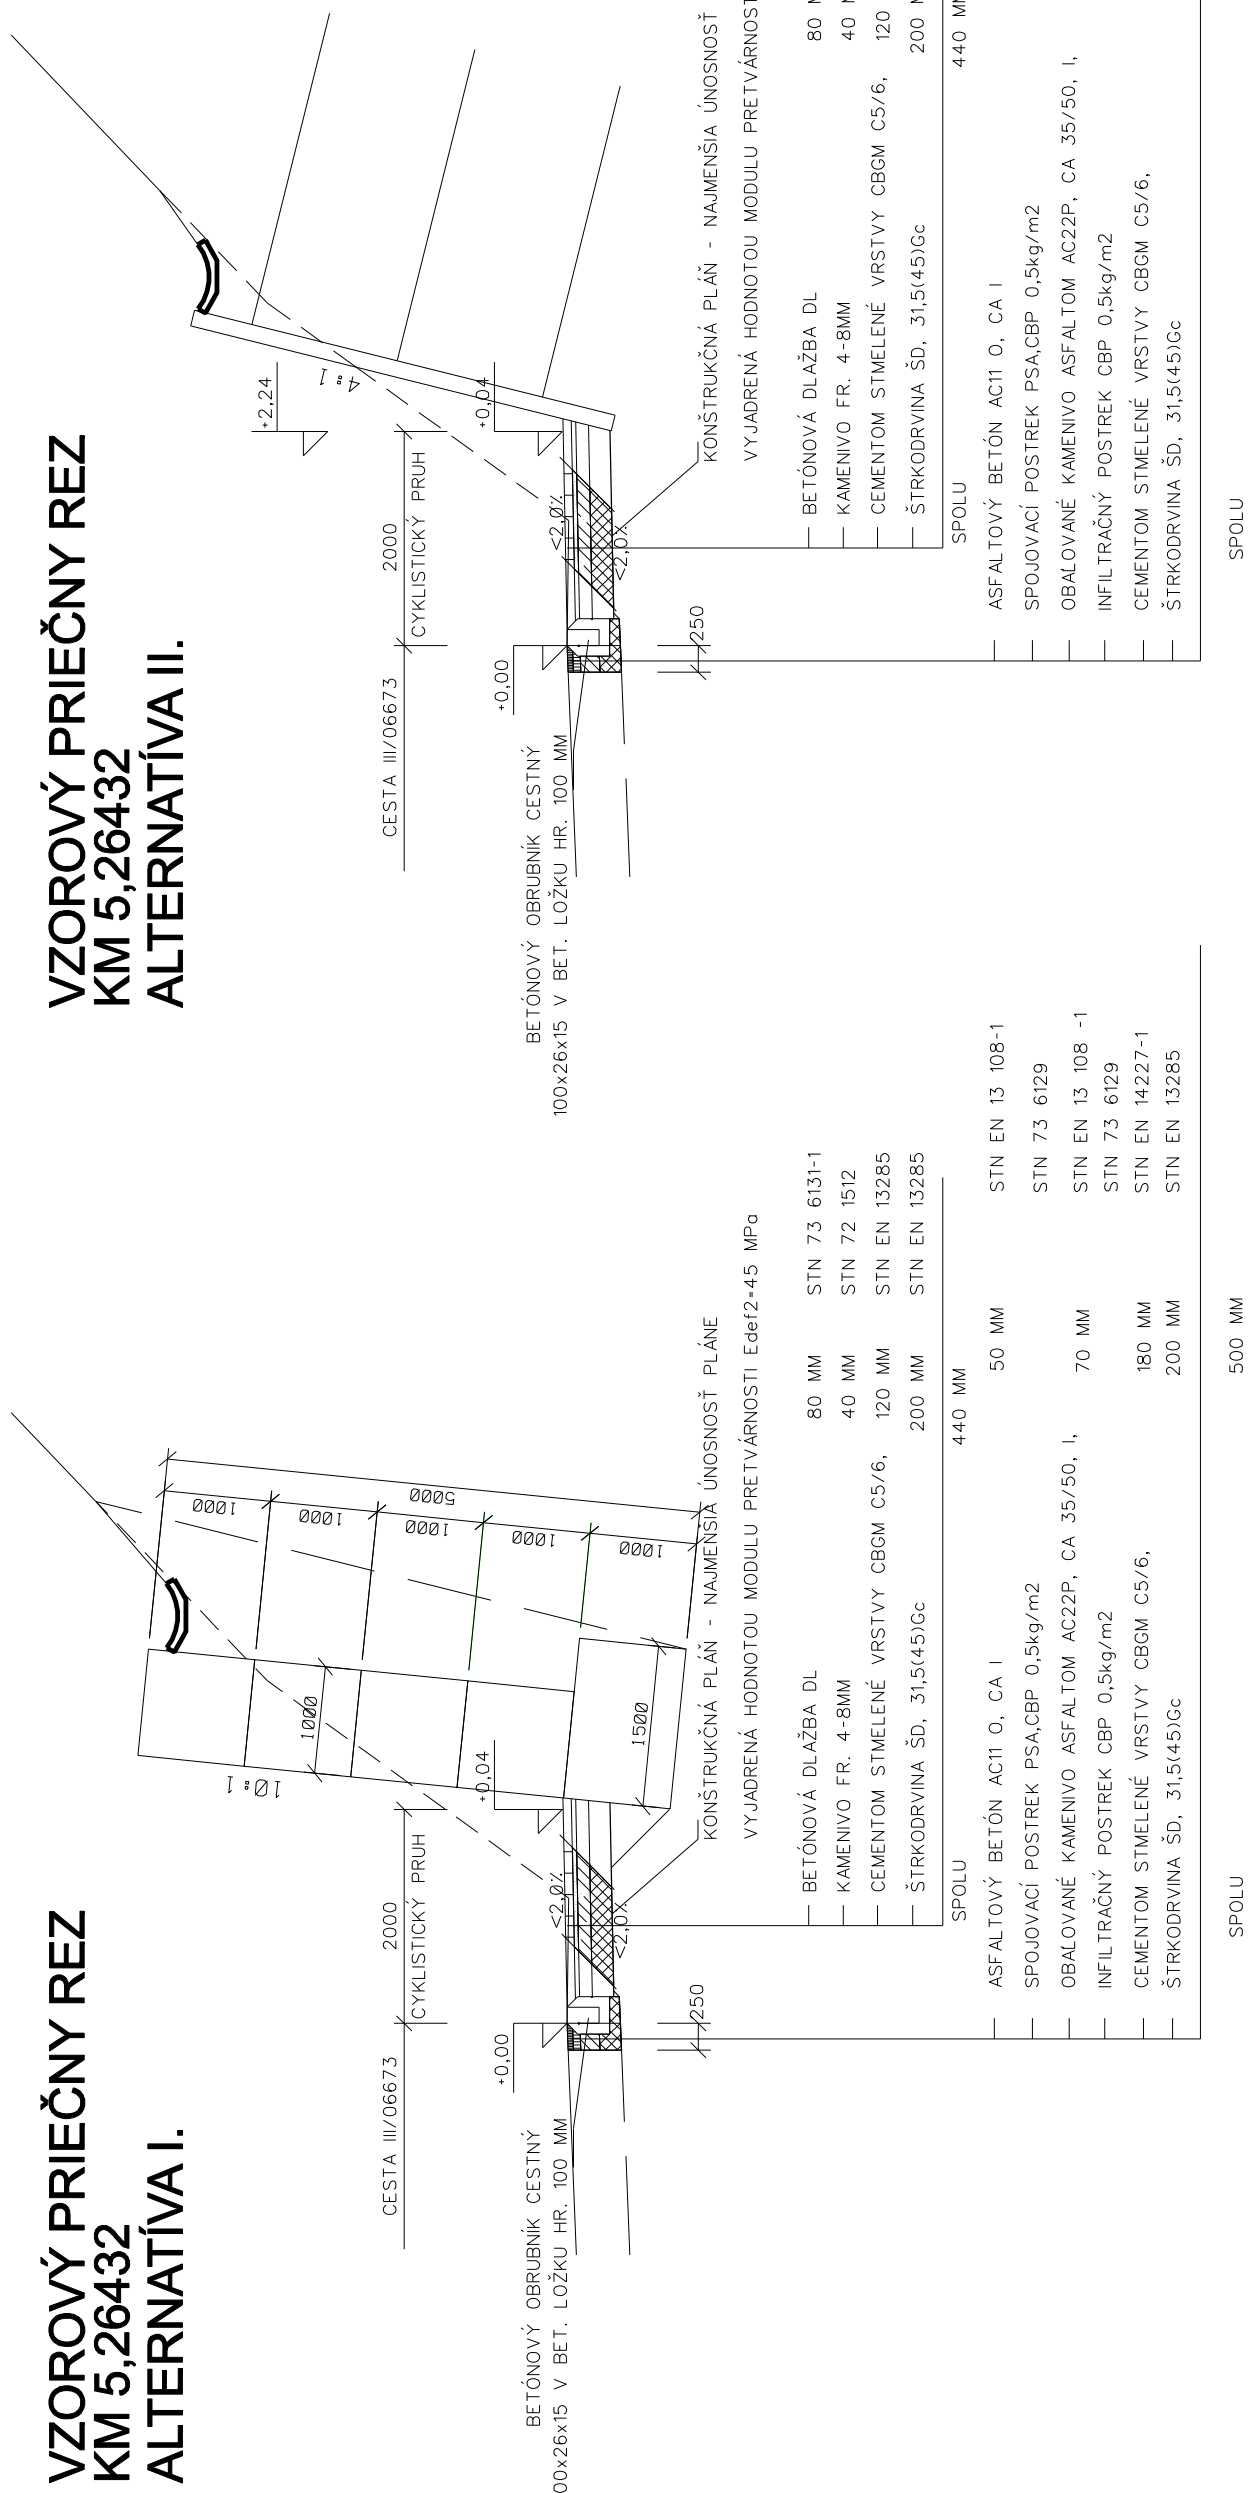 VZOROVÝ PRIEČNY REZ
KM 5,26432
ALTERNATÍVA I.
CESTA III/06673
2000
CYKLISTICKÝ PRUH
+0,00
+0,04
10:1
1000
1500
1000
1000
1000
1000
1000
5000
<2,0%
<2,0%
250
BETÓNOVÝ OBRUBNÍK CESTNÝ
00x26x15 V BET. LOŽKU HR. 100 MM
KONŠTRUKČNÁ PLÁŇ - NAJMENŠIA ÚNOSNOSŤ PLÁNE
VYJADRENÁ HODNOTOU MODULU PRETVÁRNOSTI Edef2=45 MPa
BETÓNOVÁ DLAŽBA DL 80 MM STN 73 6131-1
KAMENIVO FR. 4-8MM 40 MM STN 72 1512
CEMENTOM STMELENÉ VRSTVY CBGM C5/6, 120 MM STN EN 13285
ŠTRKODRVINA ŠD, 31,5(45)Gc 200 MM STN EN 13285
SPOLU 440 MM
ASFALTOVÝ BETÓN AC11 O, CA I 50 MM STN EN 13 108-1
SPOJOVACÍ POSTREK PSA,CBP 0,5kg/m2 STN 73 6129
OBAĽOVANÉ KAMENIVO ASFALTOM AC22P, CA 35/50, I, 70 MM STN EN 13 108 -1
INFILTRAČNÝ POSTREK CBP 0,5kg/m2 STN 73 6129
CEMENTOM STMELENÉ VRSTVY CBGM C5/6, 180 MM STN EN 14227-1
ŠTRKODRVINA ŠD, 31,5(45)Gc 200 MM STN EN 13285
SPOLU 500 MM
VZOROVÝ PRIEČNY REZ
KM 5,26432
ALTERNATÍVA II.
CESTA III/06673
2000
CYKLISTICKÝ PRUH
+2,24
+0,00
+0,04
4:1
<2,0%
<2,0%
250
BETÓNOVÝ OBRUBNÍK CESTNÝ
100x26x15 V BET. LOŽKU HR. 100 MM
KONŠTRUKČNÁ PLÁŇ - NAJMENŠIA ÚNOSNOSŤ
VYJADRENÁ HODNOTOU MODULU PRETVÁRNOST
BETÓNOVÁ DLAŽBA DL 80 M
KAMENIVO FR. 4-8MM 40 M
CEMENTOM STMELENÉ VRSTVY CBGM C5/6, 120
ŠTRKODRVINA ŠD, 31,5(45)Gc 200 M
SPOLU 440 MM
ASFALTOVÝ BETÓN AC11 O, CA I
SPOJOVACÍ POSTREK PSA,CBP 0,5kg/m2
OBAĽOVANÉ KAMENIVO ASFALTOM AC22P, CA 35/50, I,
INFILTRAČNÝ POSTREK CBP 0,5kg/m2
CEMENTOM STMELENÉ VRSTVY CBGM C5/6,
ŠTRKODRVINA ŠD, 31,5(45)Gc
SPOLU